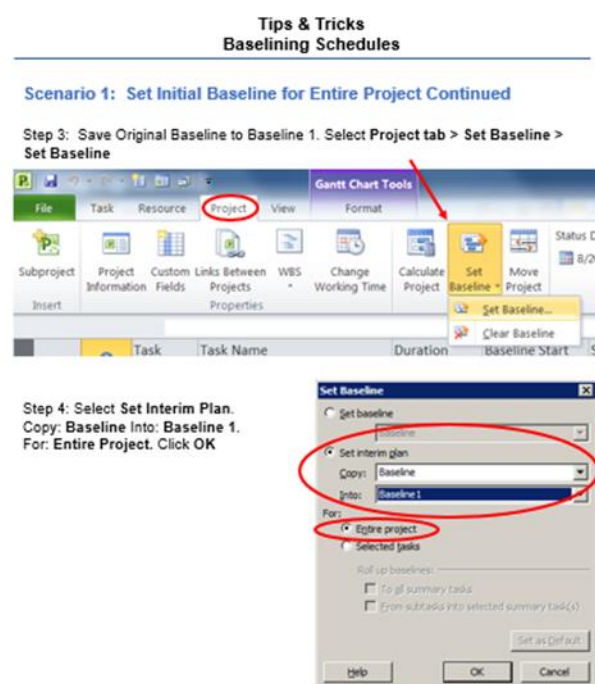 Tips & Tricks
Baselining Schedules
Scenario 1: Set Initial Baseline for Entire Project Continued
Step 3: Save Original Baseline to Baseline 1. Select Project tab > Set Baseline >
Set Baseline
Gantt Chart Tools
File Task Resource Project View Format
Subproject Project Information Custom Fields Links Between Projects WBS Change Working Time Calculate Project Set Baseline Move Project Status D
8/20
Insert Properties
Set Baseline...
Clear Baseline
Task Task Name Duration Baseline Start S
Step 4: Select Set Interim Plan.
Copy: Baseline Into: Baseline 1.
For: Entire Project. Click OK
Set Baseline
Set baseline
Baseline
Set interim plan
Copy: Baseline
Into: Baseline1
For:
Entire project
Selected tasks
Roll up baselines:
To all summary tasks
From subtasks into selected summary task(s)
Set as Default
Help OK Cancel